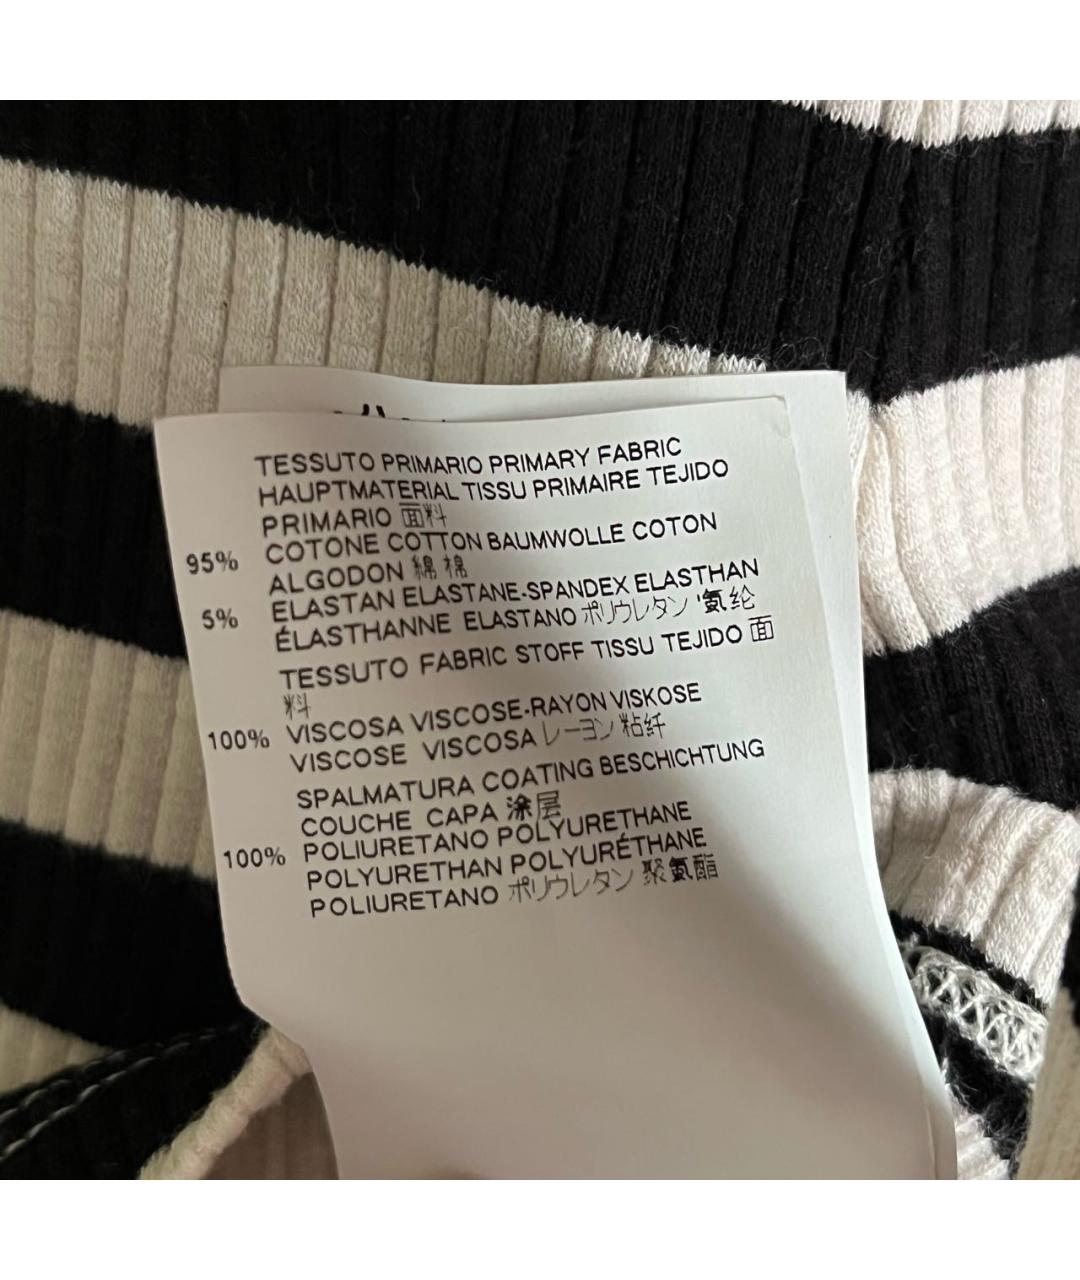 TESSUTO PRIMARIO PRIMARY FABRIC
HAUPTMATERIAL TISSU PRIMAIRE TEJIDO
PRIMARIO 面料
95% COTONE COTTON BAUMWOLLE COTON
ALGODON 綿 棉
5% ELASTAN ELASTANE-SPANDEX ELASTHAN
ÉLASTHANNE ELASTANO ポリウレタン 氨纶
TESSUTO FABRIC STOFF TISSU TEJIDO 面
料
100% VISCOSA VISCOSE-RAYON VISKOSE
VISCOSE VISCOSA レーヨン 粘纤
SPALMATURA COATING BESCHICHTUNG
COUCHE CAPA 涂层
100% POLIURETANO POLYURETHANE
POLYURETHAN POLYURÉTHANE
POLIURETANO ポリウレタン 聚氨酯